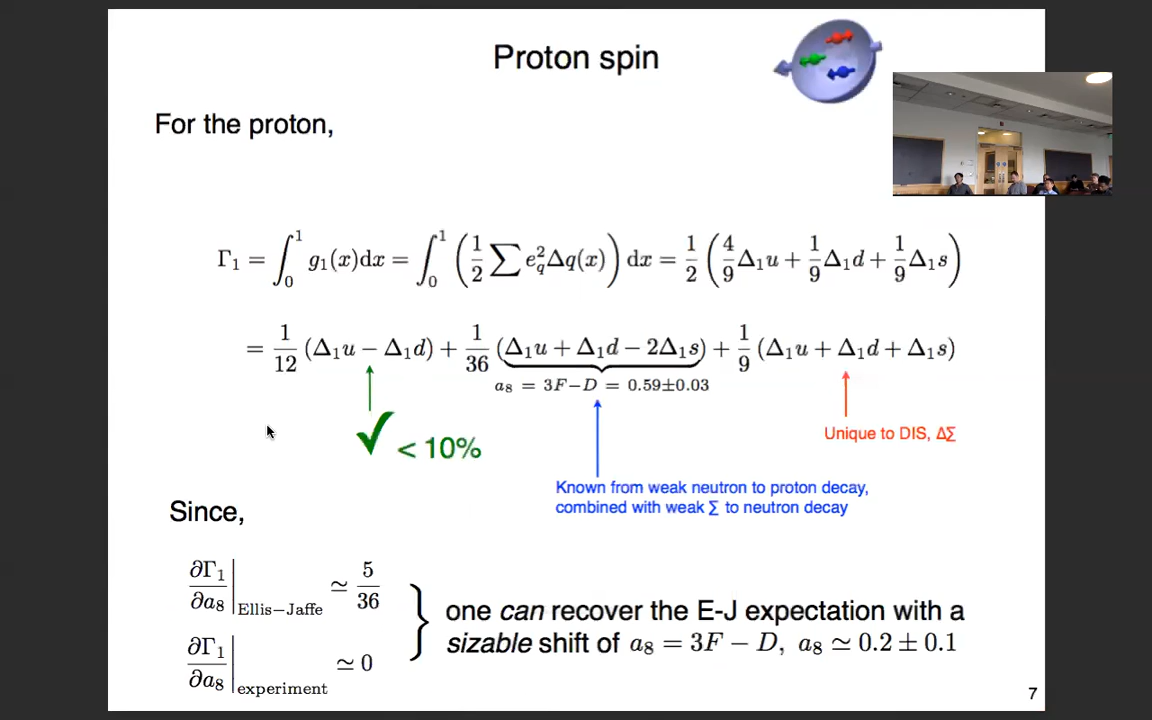 Proton spin
For the proton,
Γ₁ = ∫₀¹ g₁(x)dx = ∫₀¹ (1/2 ∑ e_q² Δq(x)) dx = 1/2 (4/9 Δ₁u + 1/9 Δ₁d + 1/9 Δ₁s)
= 1/12 (Δ₁u − Δ₁d) + 1/36 (Δ₁u + Δ₁d − 2Δ₁s) + 1/9 (Δ₁u + Δ₁d + Δ₁s)
a₈ = 3F−D = 0.59±0.03
✓ < 10%
Unique to DIS, ΔΣ
Known from weak neutron to proton decay,
combined with weak Σ to neutron decay
Since,
∂Γ₁/∂a₈ |Ellis−Jaffe ≃ 5/36
∂Γ₁/∂a₈ |experiment ≃ 0
one can recover the E-J expectation with a
sizable shift of a₈ = 3F − D, a₈ ≃ 0.2 ± 0.1
7